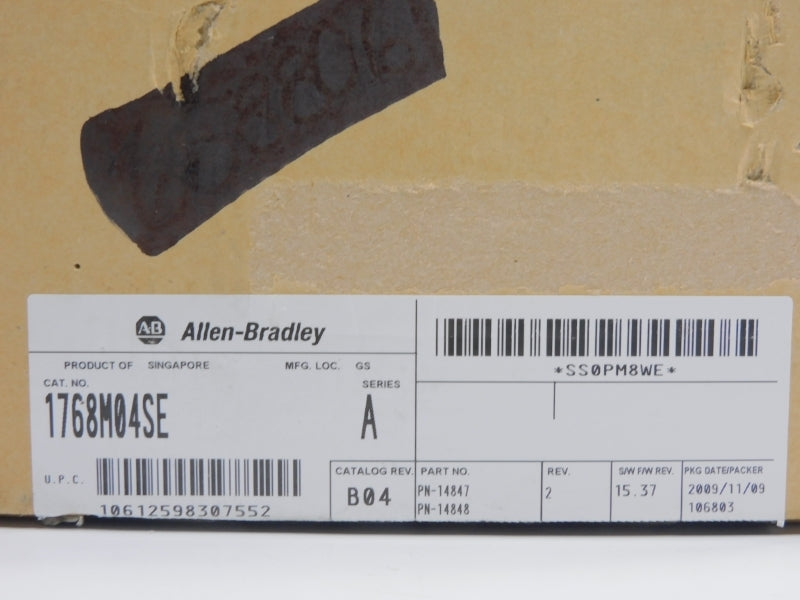 AB Allen-Bradley
PRODUCT OF SINGAPORE MFG. LOC. GS
CAT. NO. SERIES
1768M04SE A
U.P.C.
10612598307552
CATALOG REV.
B04
*SS0PM8WE*
PART NO. REV. S/W F/W REV. PKG DATE/PACKER
PN-14847 2 15.37 2009/11/09
PN-14848 106803